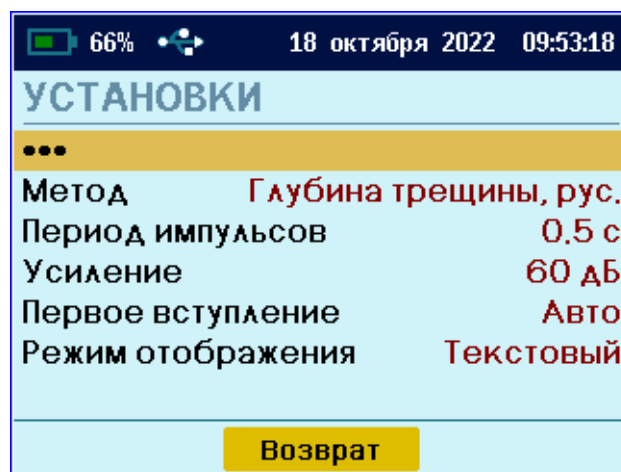 66% 18 октября 2022 09:53:18
УСТАНОВКИ
•••
Метод Глубина трещины, рус.
Период импульсов 0.5 с
Усиление 60 дБ
Первое вступление Авто
Режим отображения Текстовый
Возврат